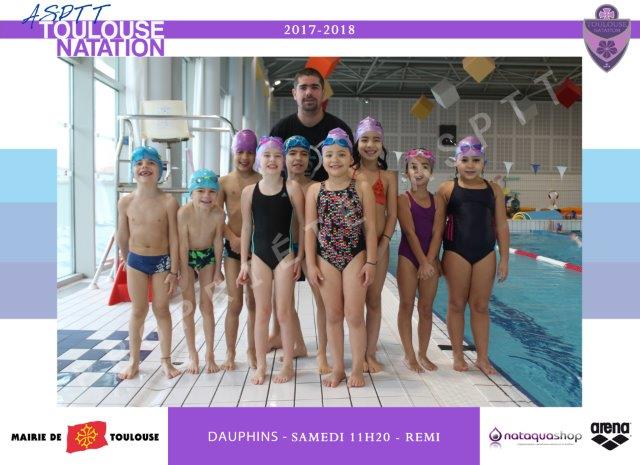 ASPTT
TOULOUSE
NATATION
2017-2018
TOULOUSE
NATATION
MAIRIE DE TOULOUSE
DAUPHINS - SAMEDI 11H20 - REMI
nataquashop
arena